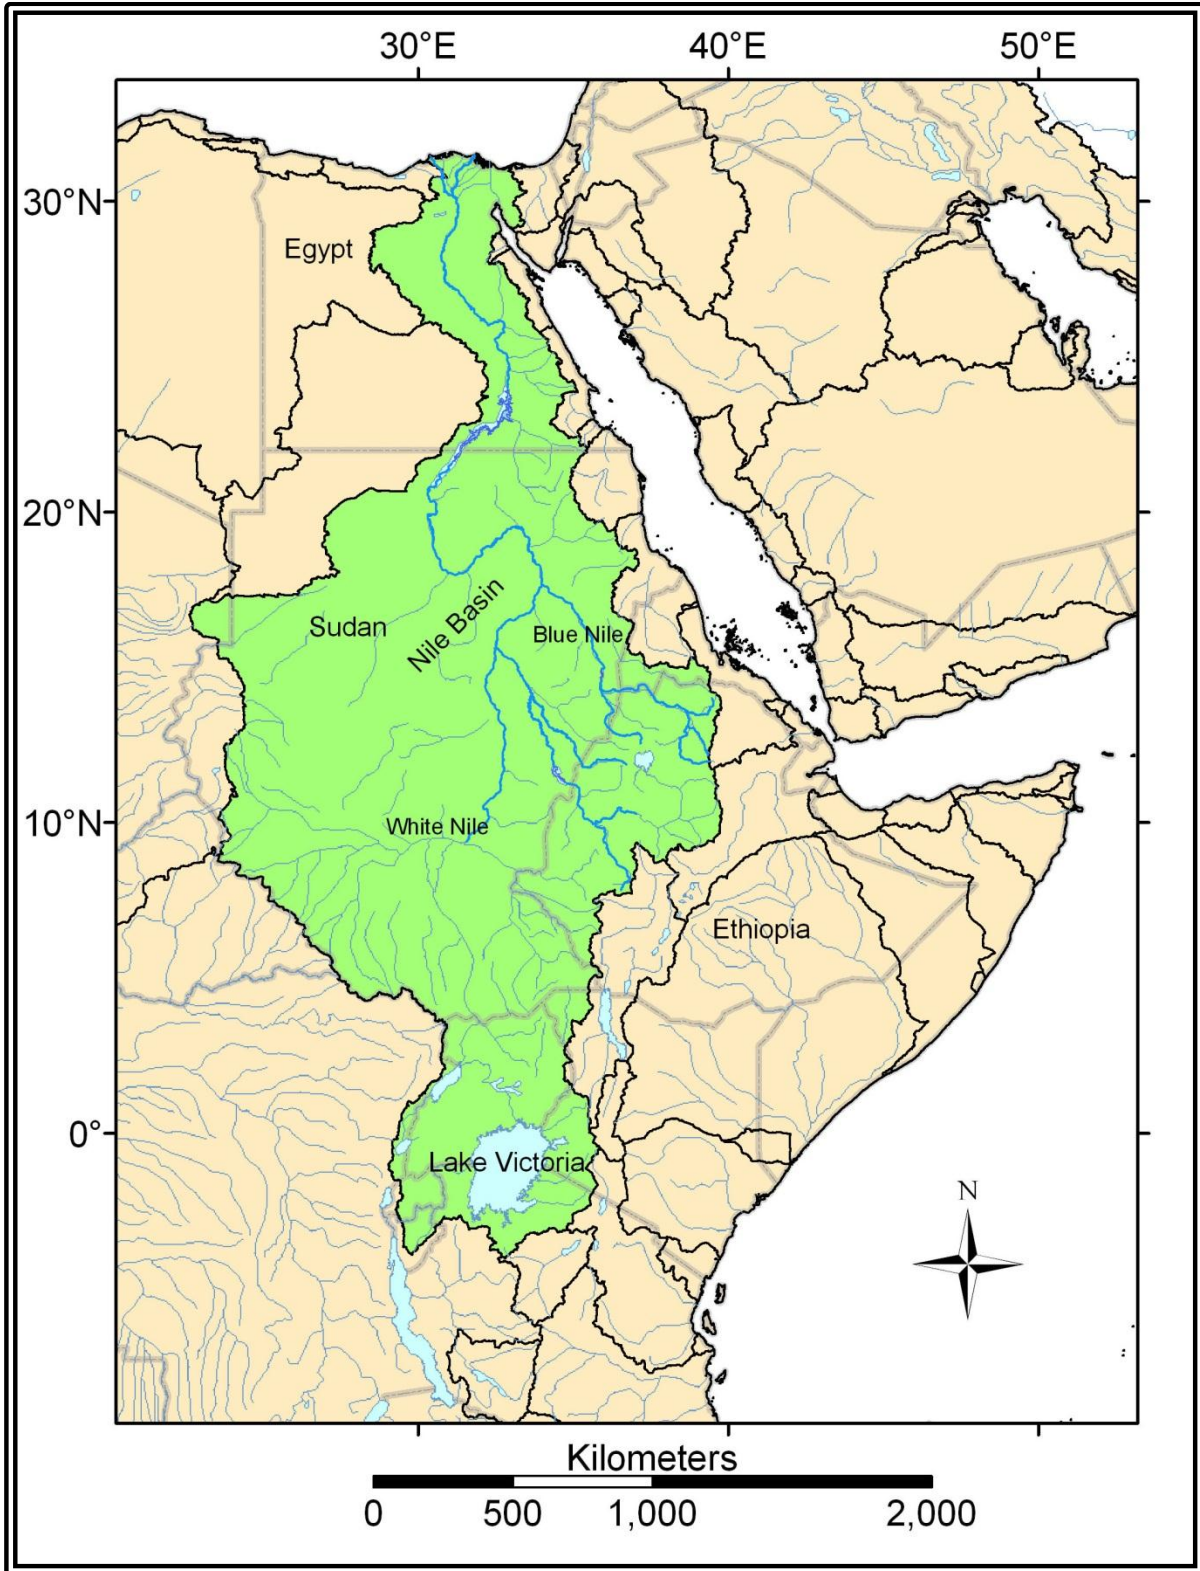 30°E 40°E 50°E
30°N
Egypt
20°N
Sudan
Nile Basin
Blue Nile
10°N
White Nile
Ethiopia
0°
Lake Victoria
N
Kilometers
0 500 1,000 2,000